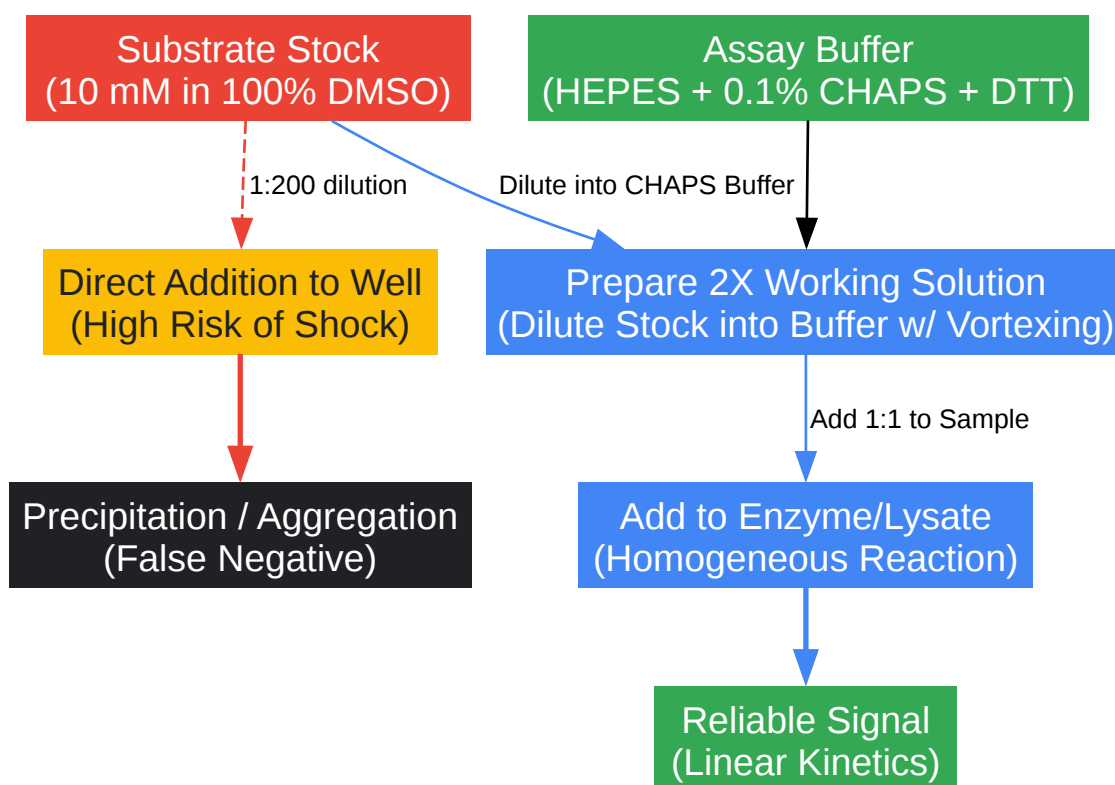 Substrate Stock
(10 mM in 100% DMSO)
Assay Buffer
(HEPES + 0.1% CHAPS + DTT)
1:200 dilution
Dilute into CHAPS Buffer
Direct Addition to Well
(High Risk of Shock)
Prepare 2X Working Solution
(Dilute Stock into Buffer w/ Vortexing)
Add 1:1 to Sample
Precipitation / Aggregation
(False Negative)
Add to Enzyme/Lysate
(Homogeneous Reaction)
Reliable Signal
(Linear Kinetics)